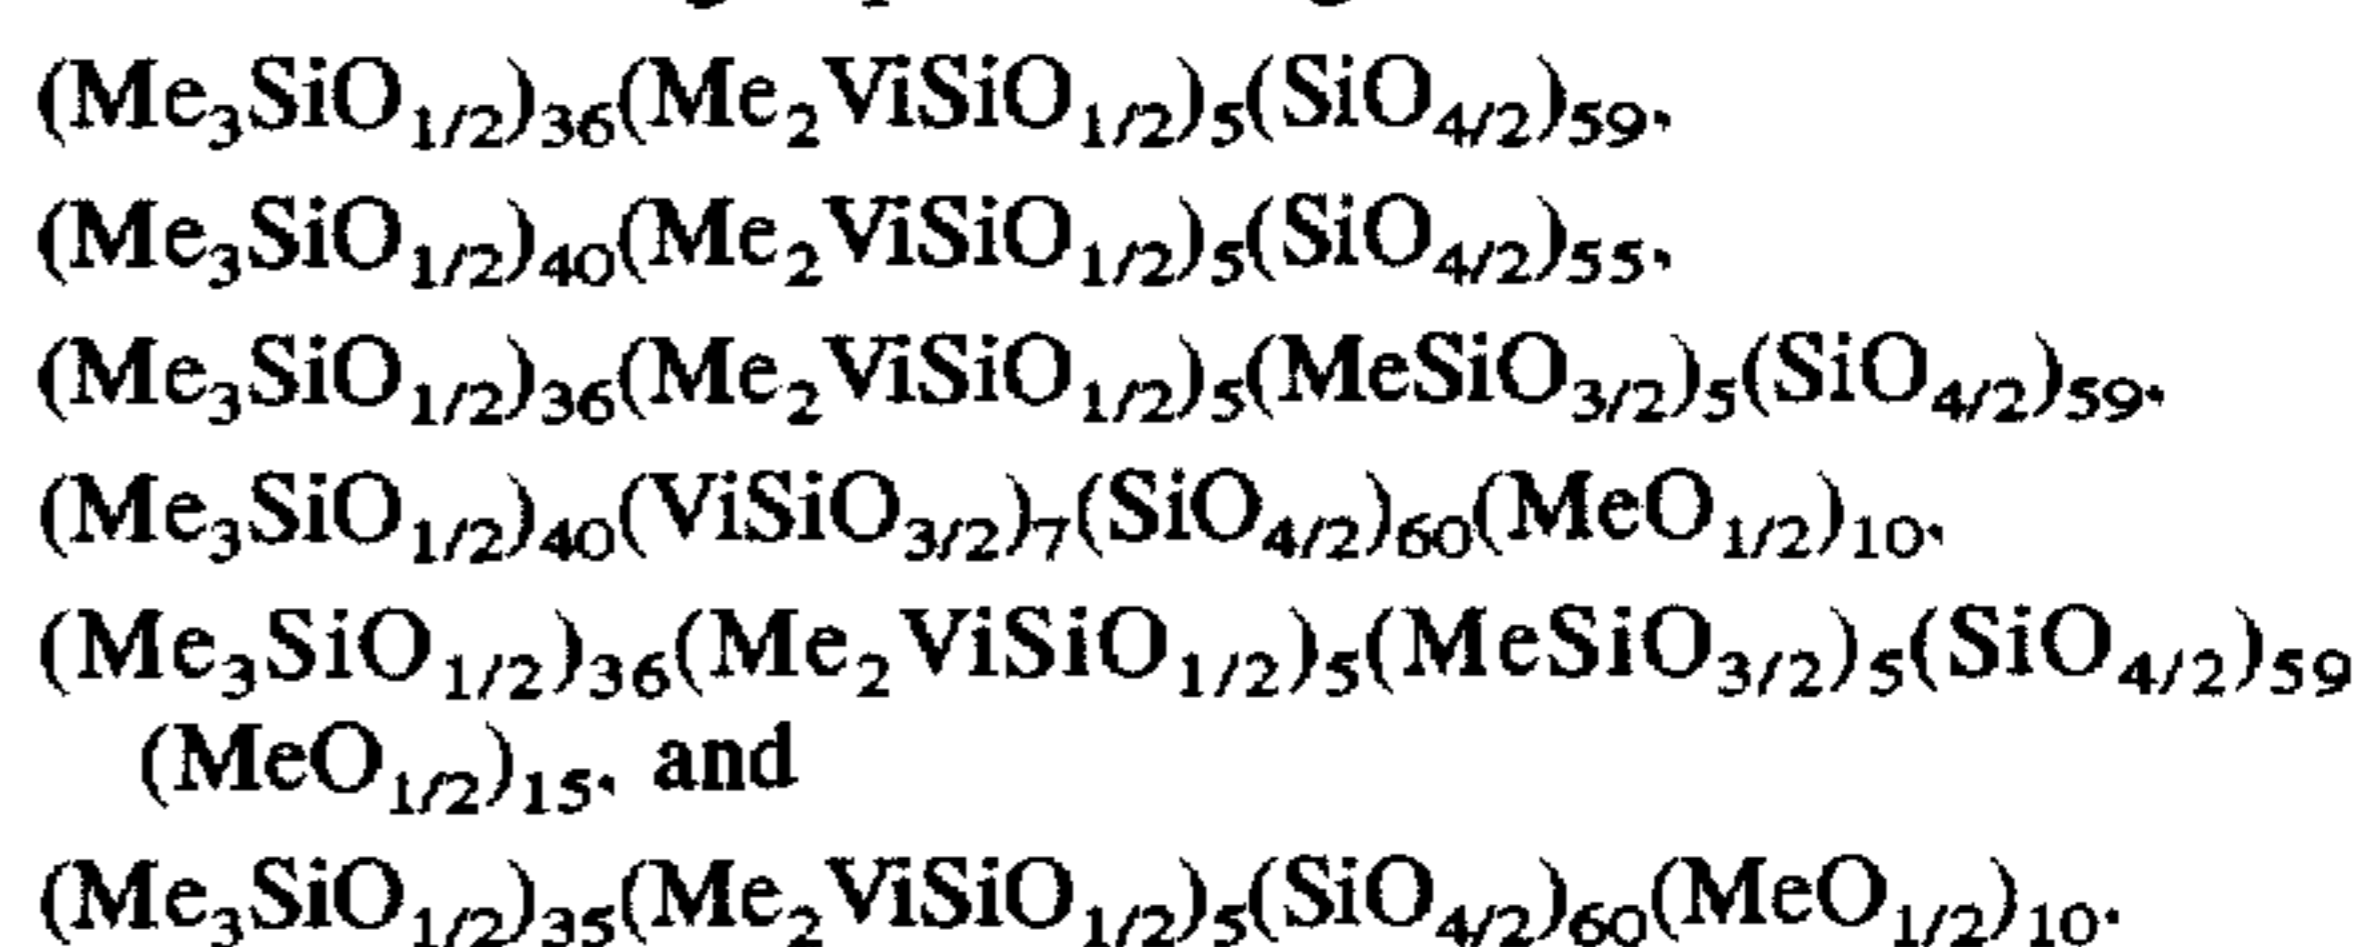 (Me₃SiO₁/₂)₃₆(Me₂ViSiO₁/₂)₅(SiO₄/₂)₅₉,
(Me₃SiO₁/₂)₄₀(Me₂ViSiO₁/₂)₅(SiO₄/₂)₅₅,
(Me₃SiO₁/₂)₃₆(Me₂ViSiO₁/₂)₅(MeSiO₃/₂)₅(SiO₄/₂)₅₉,
(Me₃SiO₁/₂)₄₀(ViSiO₃/₂)₇(SiO₄/₂)₆₀(MeO₁/₂)₁₀,
(Me₃SiO₁/₂)₃₆(Me₂ViSiO₁/₂)₅(MeSiO₃/₂)₅(SiO₄/₂)₅₉
(MeO₁/₂)₁₅, and
(Me₃SiO₁/₂)₃₅(Me₂ViSiO₁/₂)₅(SiO₄/₂)₆₀(MeO₁/₂)₁₀.